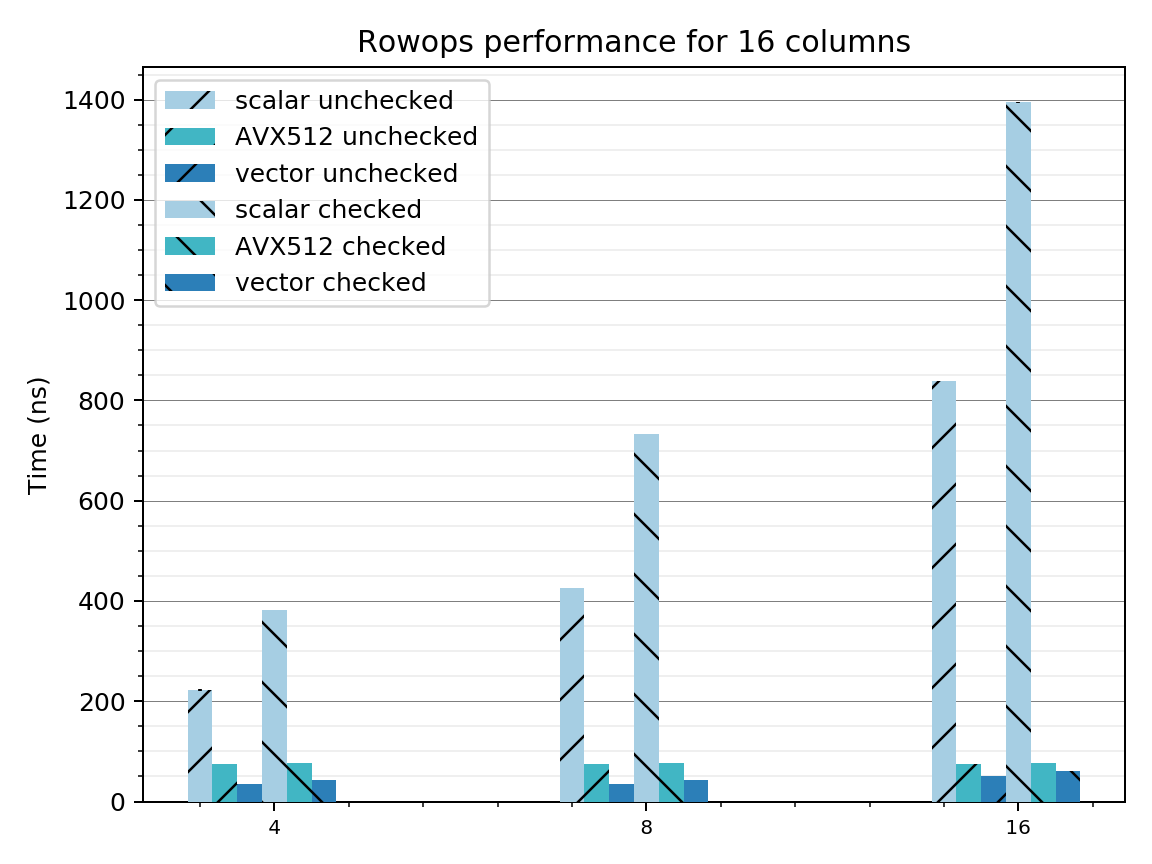 Rowops performance for 16 columns
scalar unchecked
AVX512 unchecked
vector unchecked
scalar checked
AVX512 checked
vector checked
Time (ns)
1400
1200
1000
800
600
400
200
0
4 8 16